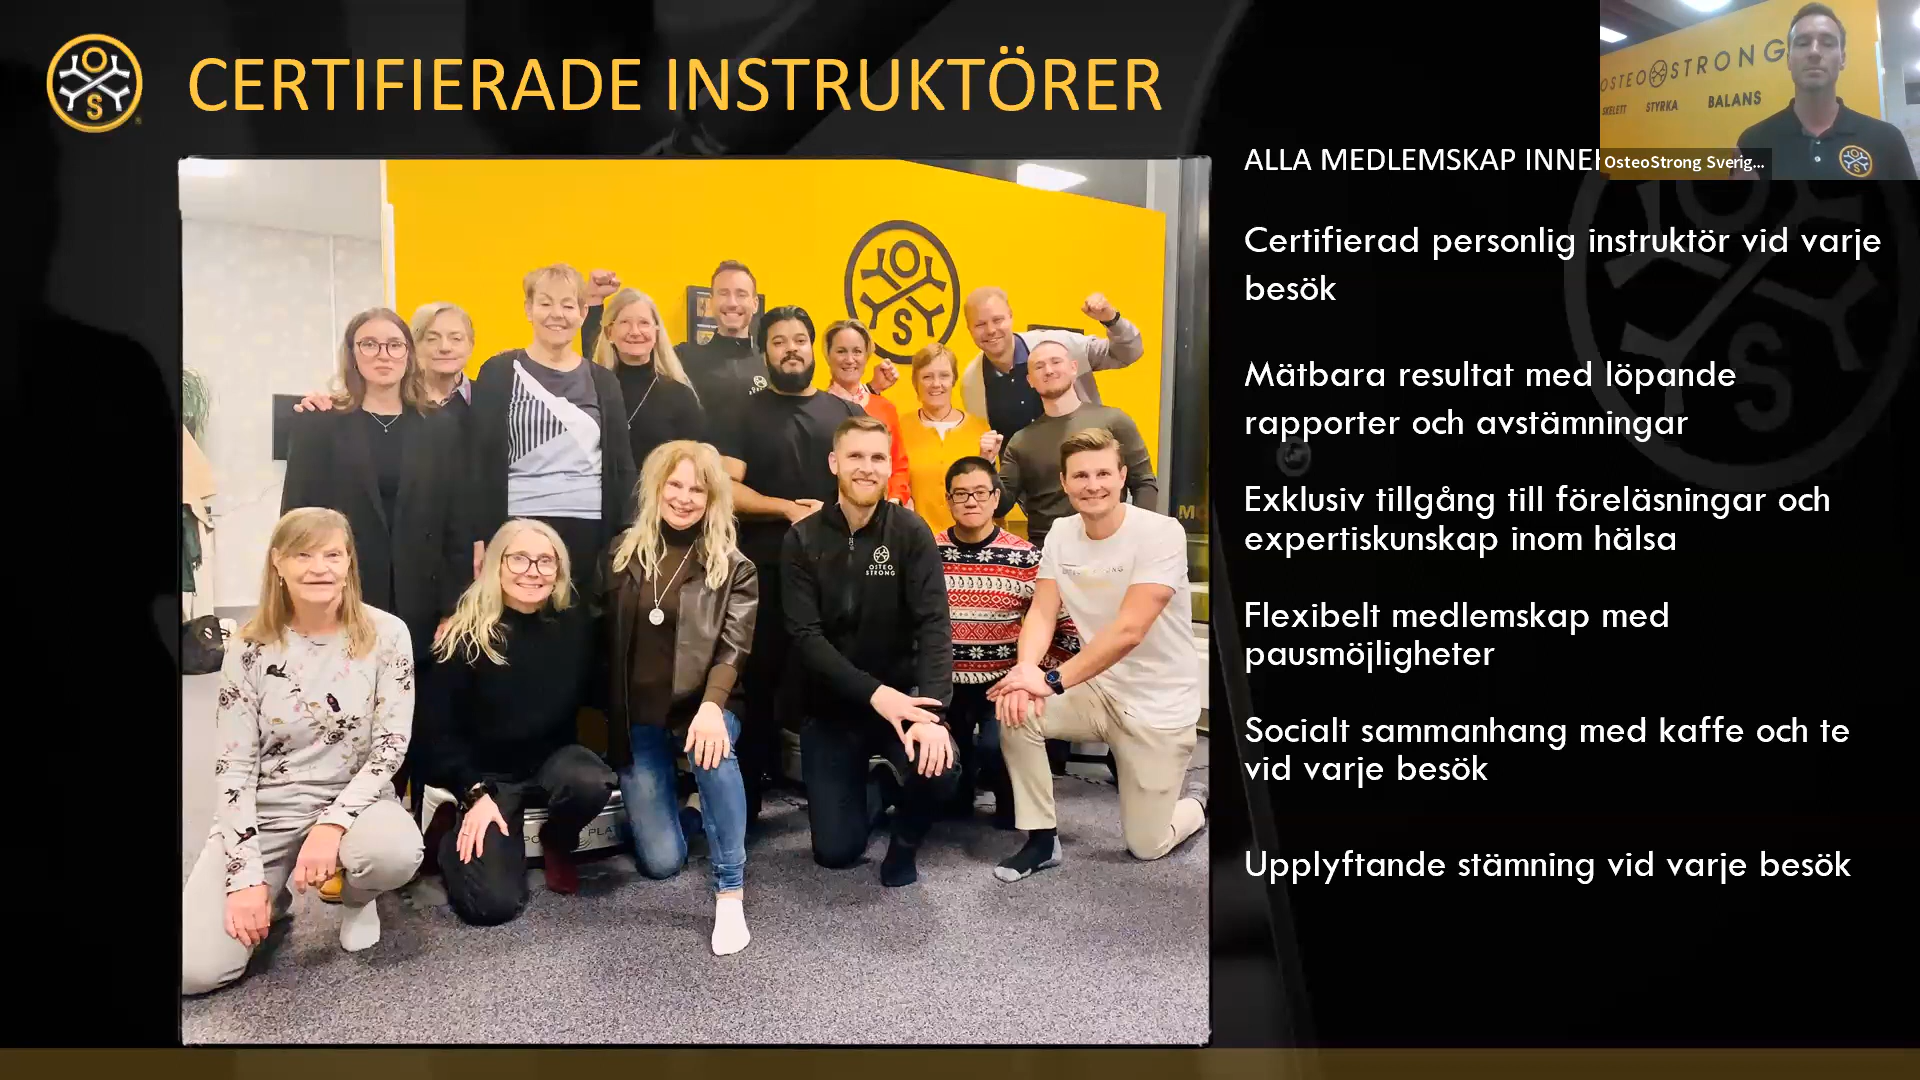 CERTIFIERADE INSTRUKTÖRER
OSTEOSTRONG
SKELETT STYRKA BALANS
OsteoStrong Sverig...
ALLA MEDLEMSKAP
Certifierad personlig instruktör vid varje
besök
Mätbara resultat med löpande
rapporter och avstämningar
Exklusiv tillgång till föreläsningar och
expertiskunskap inom hälsa
Flexibelt medlemskap med
pausmöjligheter
Socialt sammanhang med kaffe och te
vid varje besök
Upplyftande stämning vid varje besök
OSTEO
STRONG